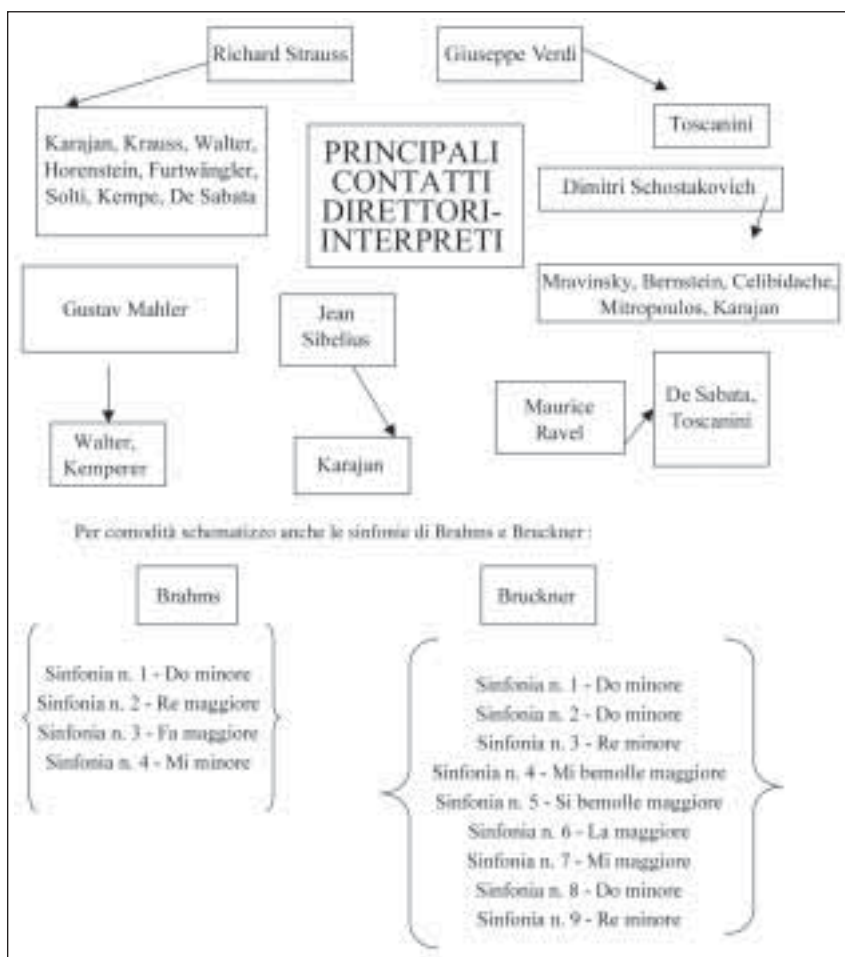 Richard Strauss
Giuseppe Verdi
Karajan, Krauss, Walter,
Horenstein, Furtwängler,
Solti, Kempe, De Sabata
PRINCIPALI
CONTATTI
DIRETTORI-
INTERPRETI
Toscanini
Dimitri Schostakovich
Mravinsky, Bernstein, Celibidache,
Mitropoulos, Karajan
Gustav Mahler
Jean
Sibelius
Walter,
Kemperer
Karajan
Maurice
Ravel
De Sabata,
Toscanini
Per comodità schematizzo anche le sinfonie di Brahms e Bruckner :
Brahms
Sinfonia n. 1 - Do minore
Sinfonia n. 2 - Re maggiore
Sinfonia n. 3 - Fa maggiore
Sinfonia n. 4 - Mi minore
Bruckner
Sinfonia n. 1 - Do minore
Sinfonia n. 2 - Do minore
Sinfonia n. 3 - Re minore
Sinfonia n. 4 - Mi bemolle maggiore
Sinfonia n. 5 - Si bemolle maggiore
Sinfonia n. 6 - La maggiore
Sinfonia n. 7 - Mi maggiore
Sinfonia n. 8 - Do minore
Sinfonia n. 9 - Re minore